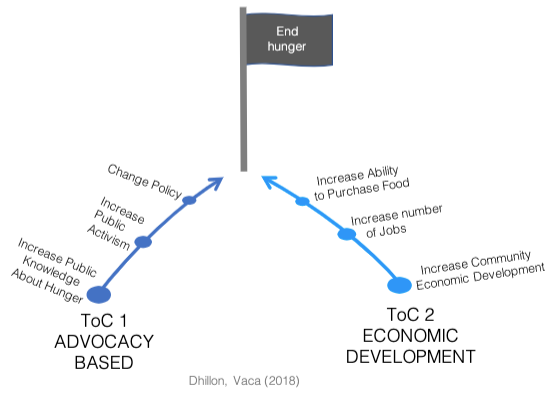 End
hunger
Change Policy
Increase
Public
Activism
Increase Public
Knowledge
About Hunger
ToC 1
ADVOCACY
BASED
Increase Ability
to Purchase Food
Increase number
of Jobs
Increase Community
Economic Development
ToC 2
ECONOMIC
DEVELOPMENT
Dhillon, Vaca (2018)